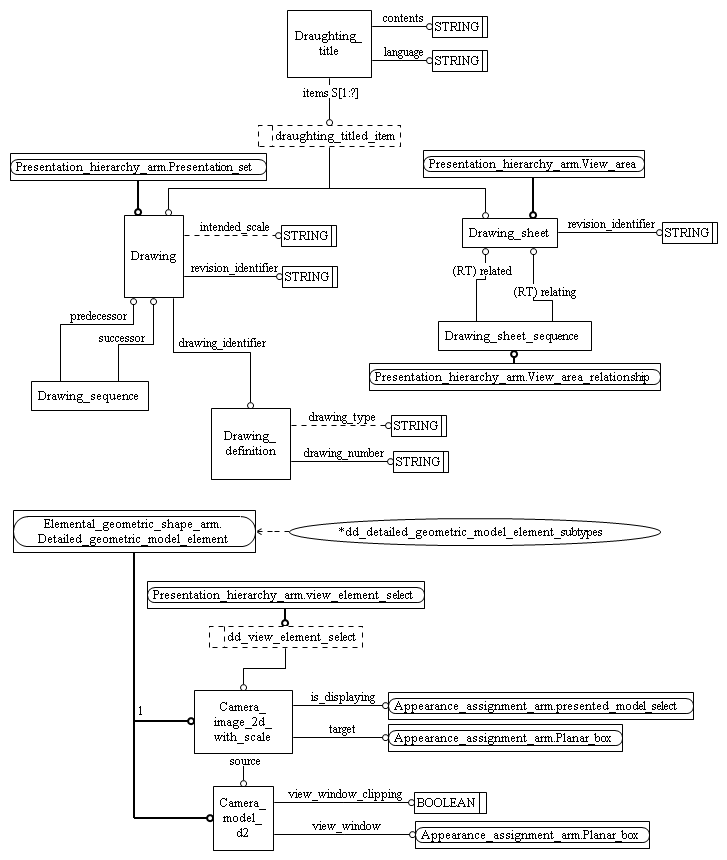 contents
STRING
Draughting_
title
language
STRING
items S[1:?]
draughting_titled_item
Presentation_hierarchy_arm.Presentation_set
Presentation_hierarchy_arm.View_area
intended_scale
STRING
Drawing
revision_identifier
STRING
Drawing_sheet
revision_identifier
STRING
(RT) related
(RT) relating
predecessor
successor
drawing_identifier
Drawing_sheet_sequence
Presentation_hierarchy_arm.View_area_relationship
Drawing_sequence
drawing_type
STRING
Drawing_
definition
drawing_number
STRING
Elemental_geometric_shape_arm.
Detailed_geometric_model_element
*dd_detailed_geometric_model_element_subtypes
Presentation_hierarchy_arm.view_element_select
dd_view_element_select
1
Camera_
image_2d_
with_scale
is_displaying
Appearance_assignment_arm.presented_model_select
target
Appearance_assignment_arm.Planar_box
source
Camera_
model_
d2
view_window_clipping
BOOLEAN
view_window
Appearance_assignment_arm.Planar_box